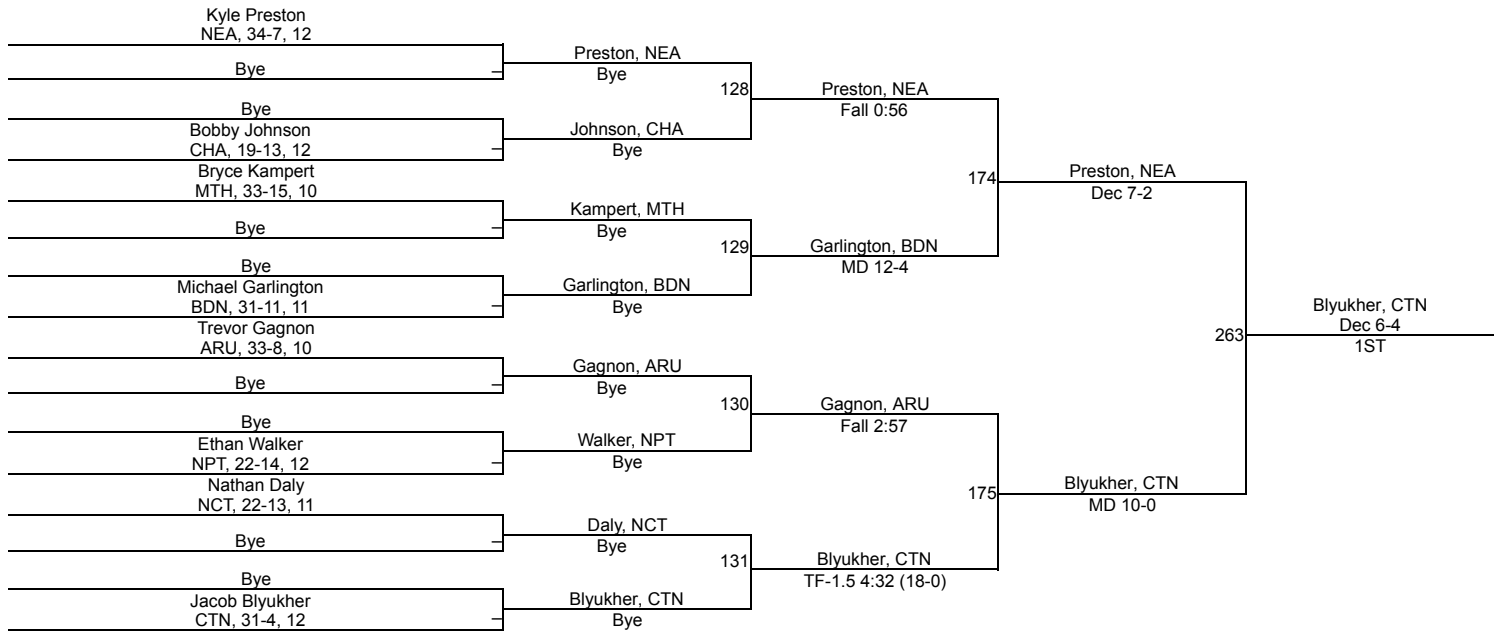 Kyle Preston
NEA, 34-7, 12
Bye
Bye
Bobby Johnson
CHA, 19-13, 12
Bryce Kampert
MTH, 33-15, 10
Bye
Bye
Michael Garlington
BDN, 31-11, 11
Trevor Gagnon
ARU, 33-8, 10
Bye
Bye
Ethan Walker
NPT, 22-14, 12
Nathan Daly
NCT, 22-13, 11
Bye
Bye
Jacob Blyukher
CTN, 31-4, 12
Preston, NEA
Bye
128
Johnson, CHA
Bye
Kampert, MTH
Bye
129
Garlington, BDN
Bye
Gagnon, ARU
Bye
130
Walker, NPT
Bye
Daly, NCT
Bye
131
Blyukher, CTN
Bye
Preston, NEA
Fall 0:56
174
Garlington, BDN
MD 12-4
Gagnon, ARU
Fall 2:57
175
Blyukher, CTN
TF-1.5 4:32 (18-0)
Preston, NEA
Dec 7-2
263
Blyukher, CTN
MD 10-0
Blyukher, CTN
Dec 6-4
1ST